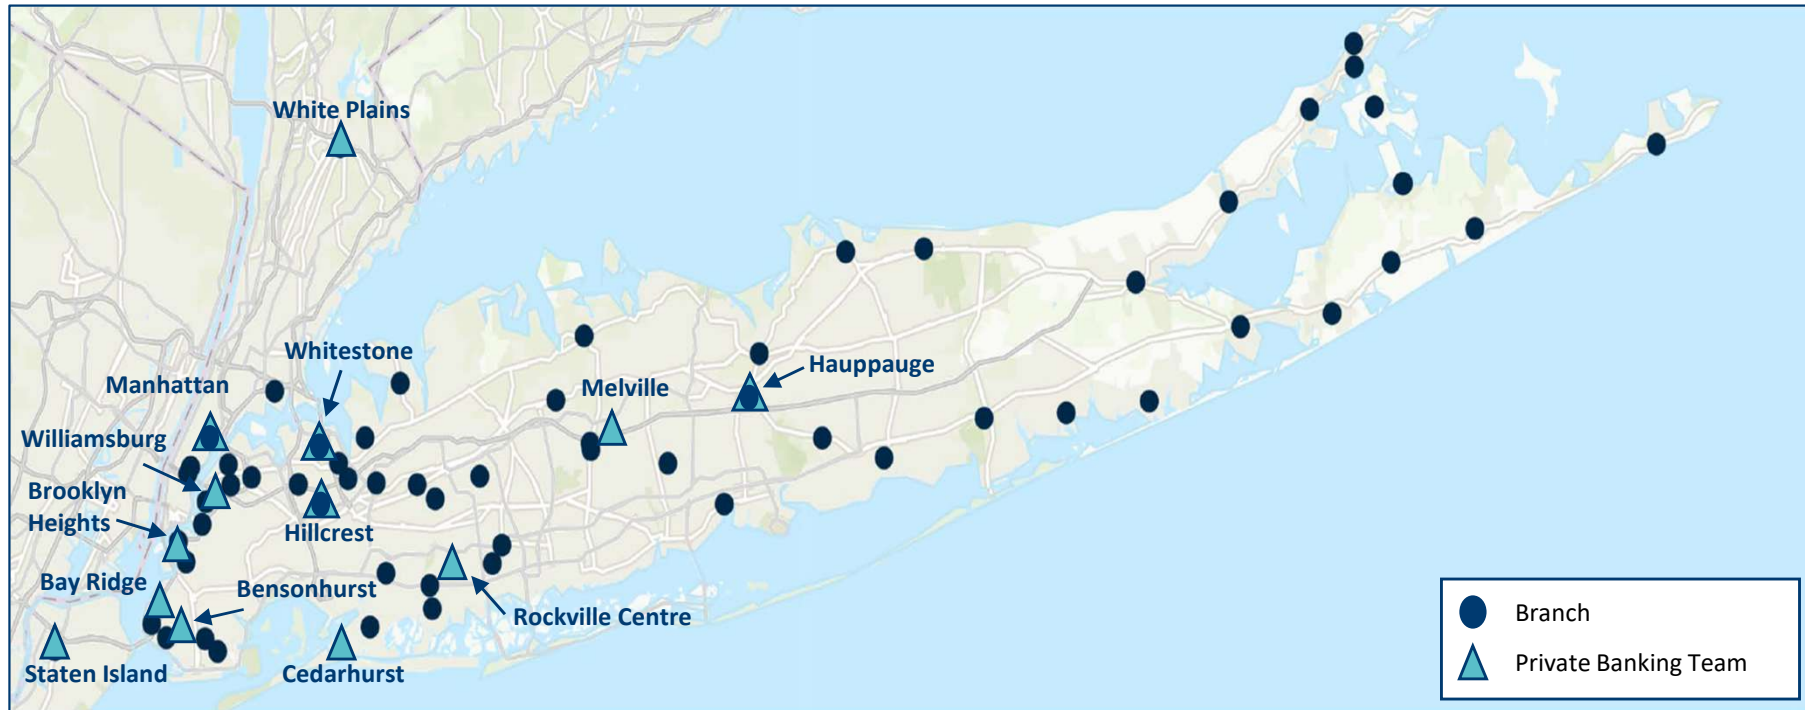 White Plains
Whitestone
Manhattan
Hauppauge
Melville
Williamsburg
Brooklyn
Heights
Hillcrest
Bay Ridge
Bensonhurst
Rockville Centre
Staten Island
Cedarhurst
Branch
Private Banking Team